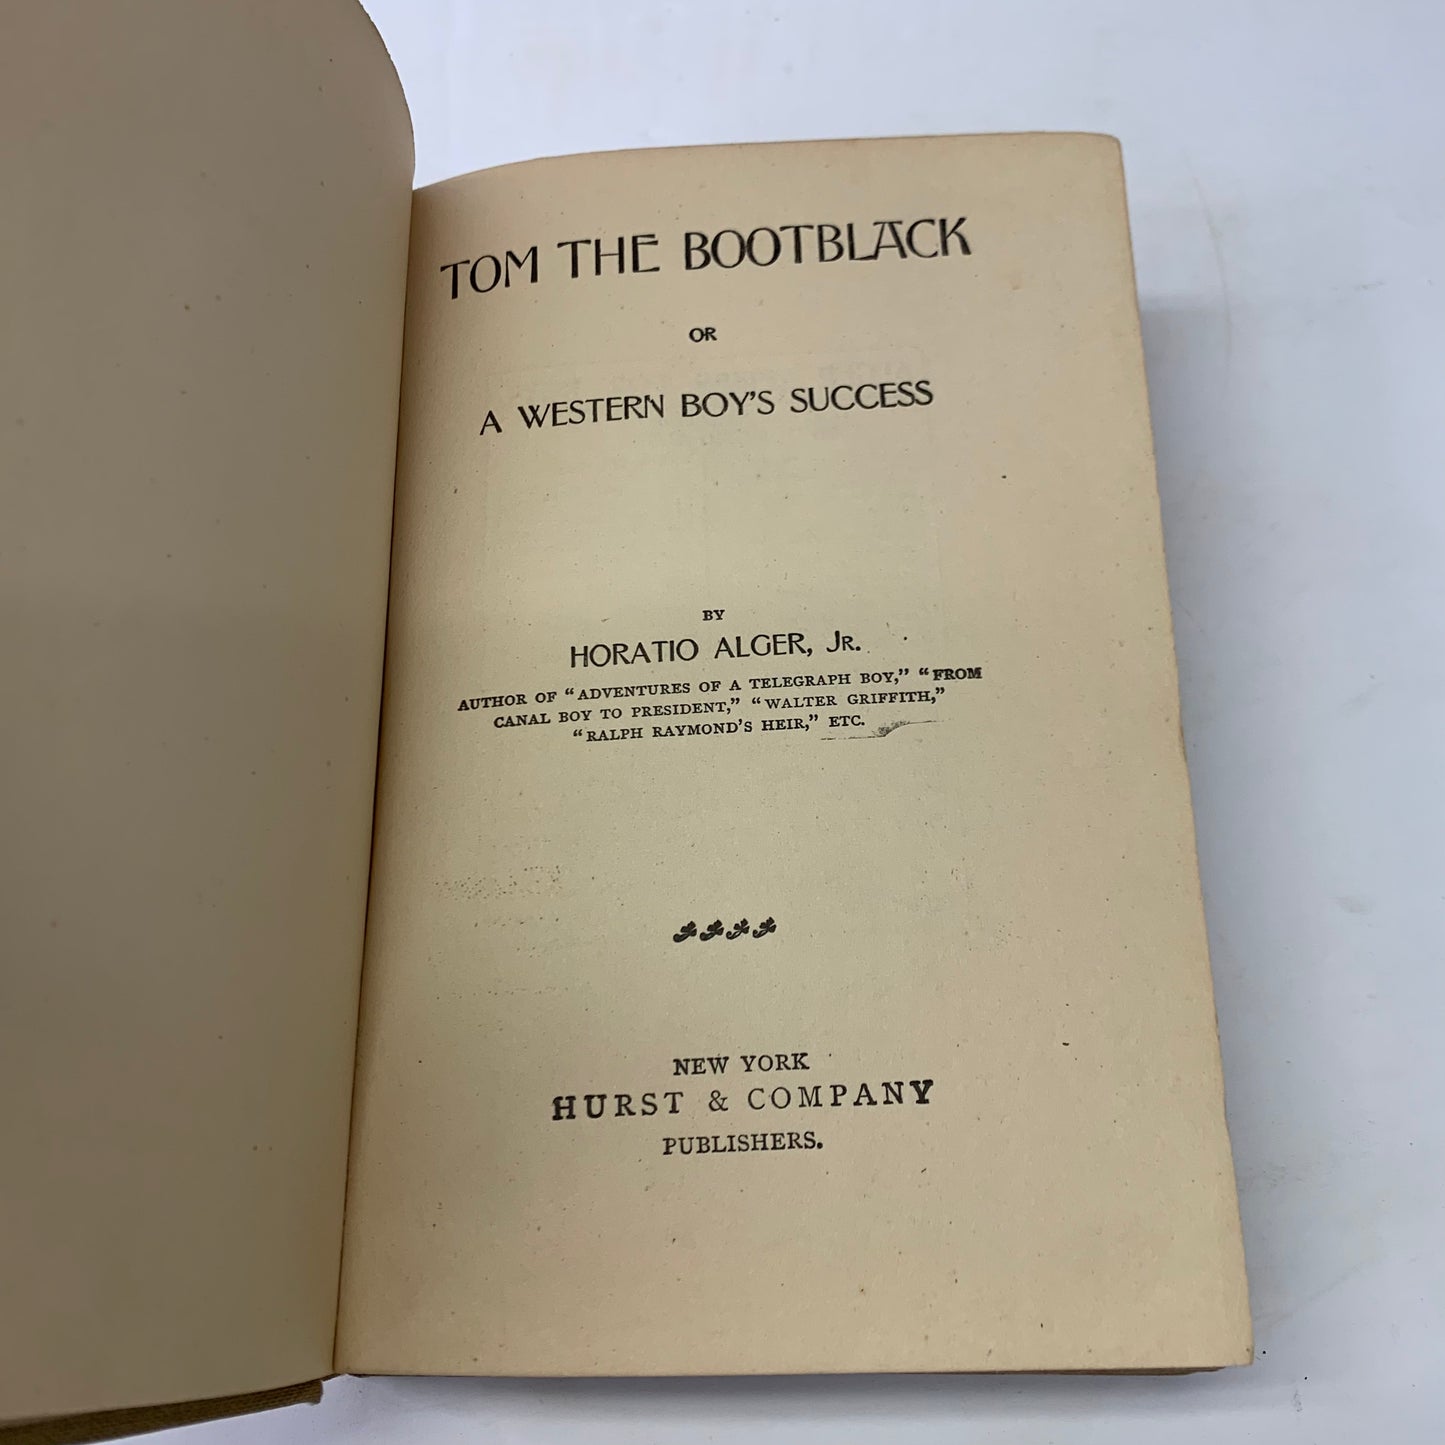 TOM THE BOOTBLACK
OR
A WESTERN BOY'S SUCCESS
BY
HORATIO ALGER, JR.
AUTHOR OF "ADVENTURES OF A TELEGRAPH BOY," "FROM
CANAL BOY TO PRESIDENT," "WALTER GRIFFITH,"
"RALPH RAYMOND'S HEIR," ETC.
NEW YORK
HURST & COMPANY
PUBLISHERS.